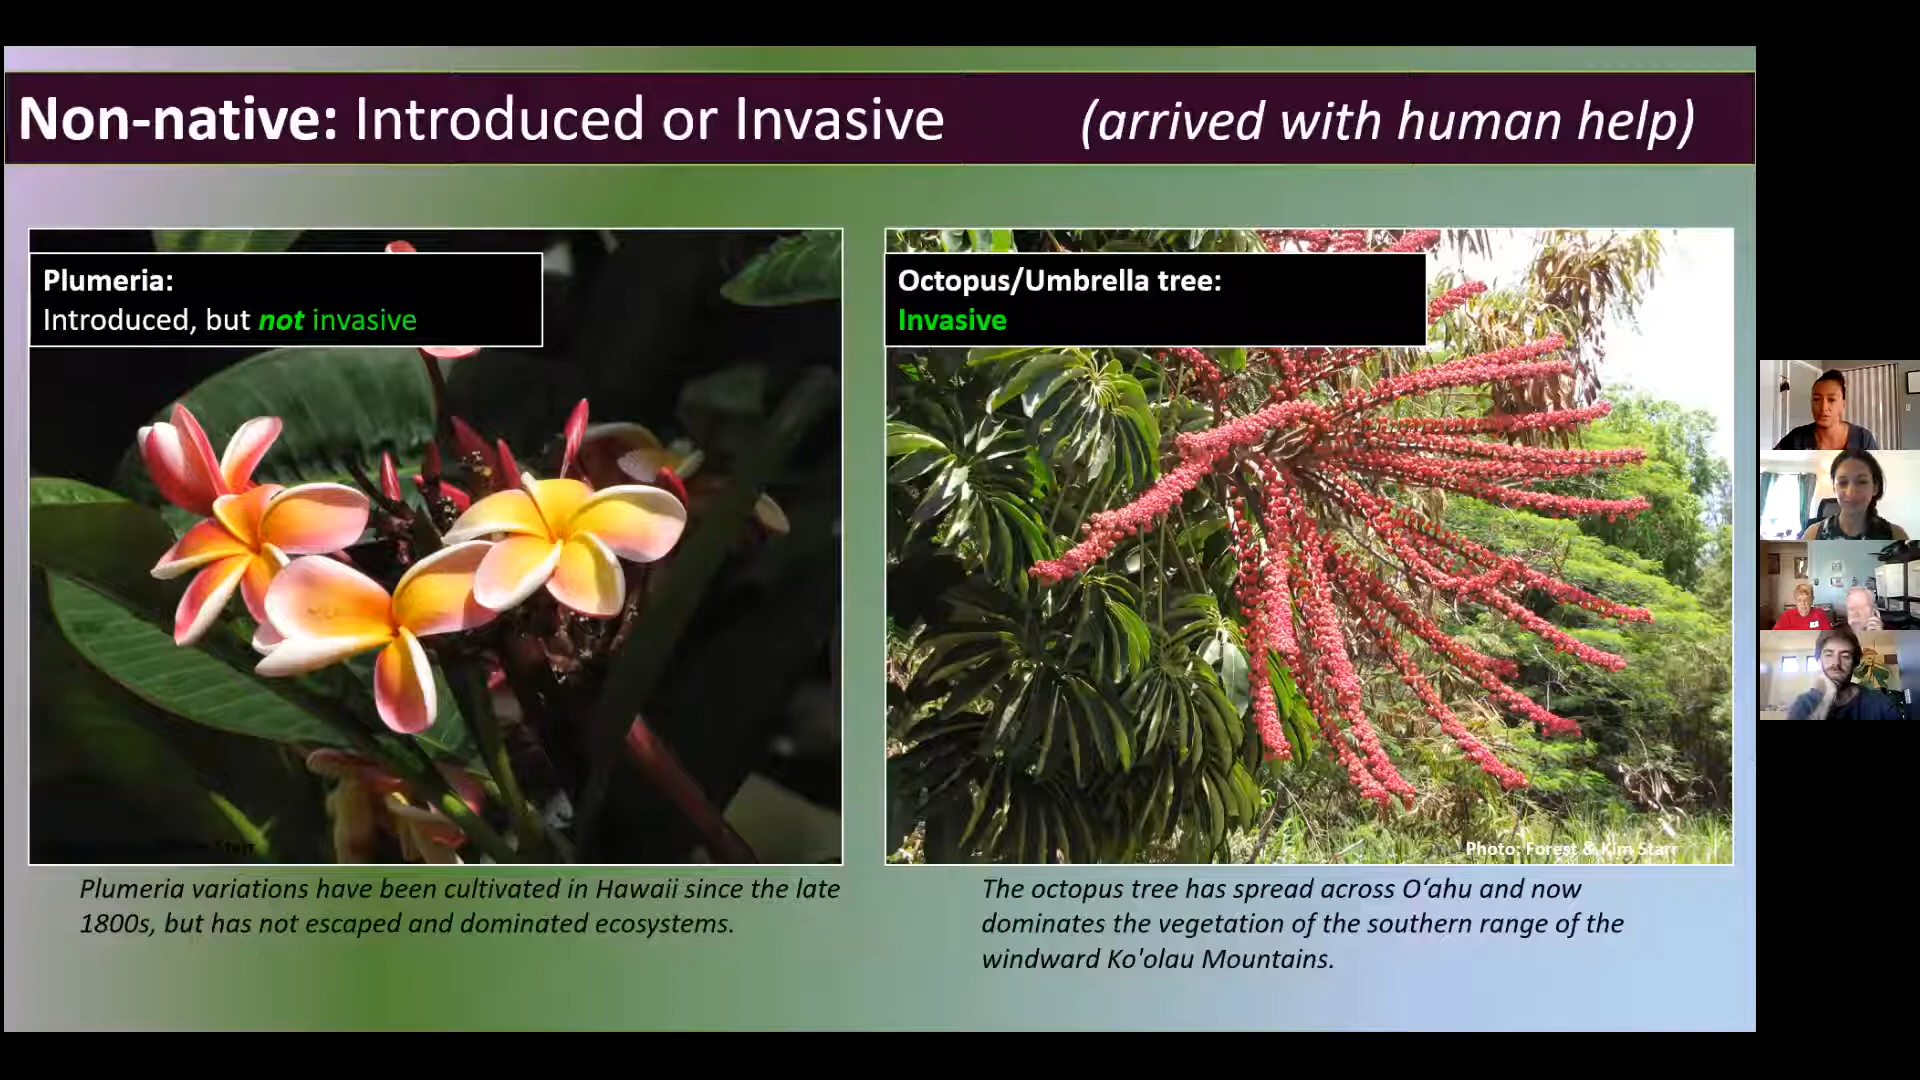 Non-native: Introduced or Invasive (arrived with human help)
Plumeria:
Introduced, but not invasive
Octopus/Umbrella tree:
Invasive
Photo: Forest & Kim Starr
Plumeria variations have been cultivated in Hawaii since the late
1800s, but has not escaped and dominated ecosystems.
The octopus tree has spread across Oʻahu and now
dominates the vegetation of the southern range of the
windward Ko'olau Mountains.